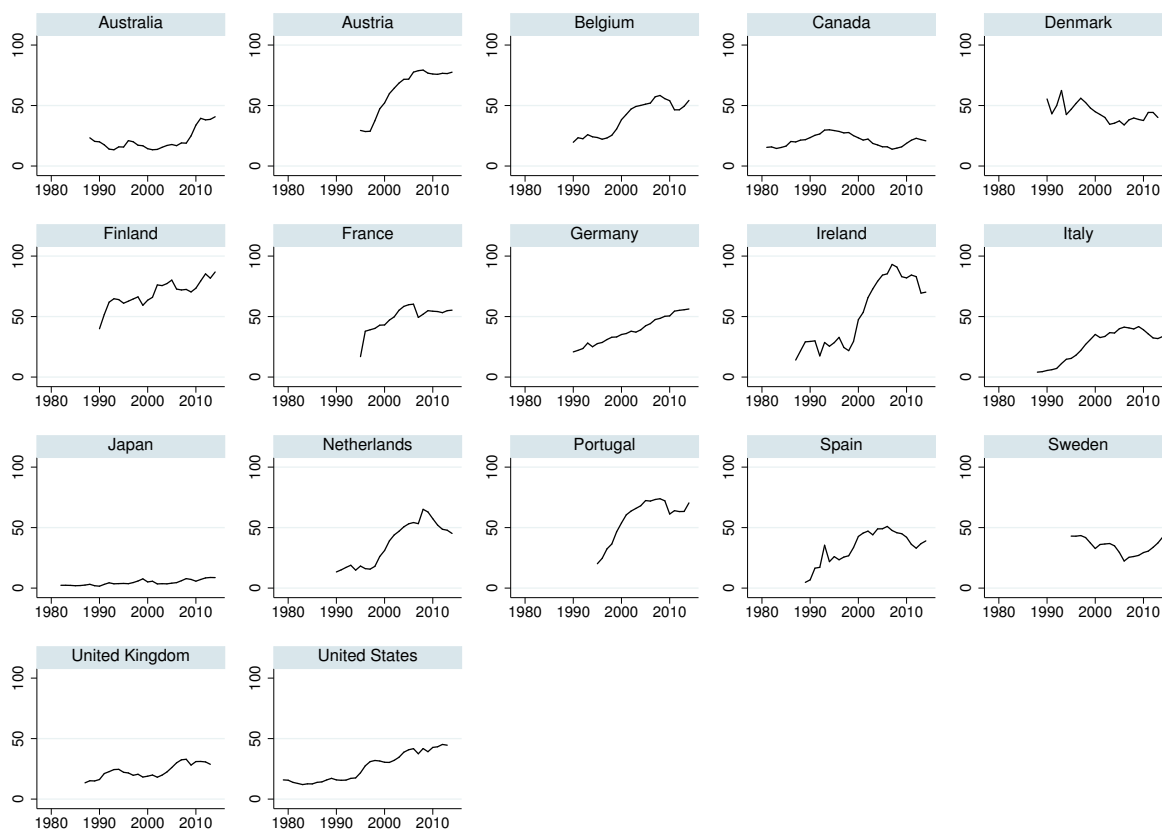 Australia Austria Belgium Canada Denmark
0 50 100
1980 1990 2000 2010 1980 1990 2000 2010 1980 1990 2000 2010 1980 1990 2000 2010 1980 1990 2000 2010
0 50 100 0 50 100 0 50 100 0 50 100
Finland France Germany Ireland Italy
0 50 100 0 50 100 0 50 100 0 50 100 0 50 100
1980 1990 2000 2010 1980 1990 2000 2010 1980 1990 2000 2010 1980 1990 2000 2010 1980 1990 2000 2010
Japan Netherlands Portugal Spain Sweden
0 50 100 0 50 100 0 50 100 0 50 100 0 50 100
1980 1990 2000 2010 1980 1990 2000 2010 1980 1990 2000 2010 1980 1990 2000 2010 1980 1990 2000 2010
United Kingdom United States
0 50 100 0 50 100
1980 1990 2000 2010 1980 1990 2000 2010